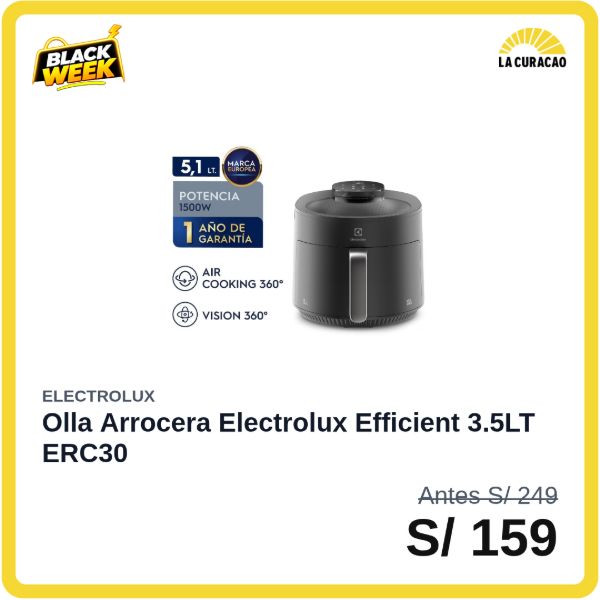 BLACK
WEEK
LA CURACAO
5,1 LT.
MARCA
EUROPEA
POTENCIA
1500W
1 AÑO DE
GARANTÍA
AIR
COOKING 360°
VISION 360°
ELECTROLUX
Olla Arrocera Electrolux Efficient 3.5LT
ERC30
Antes S/ 249
S/ 159